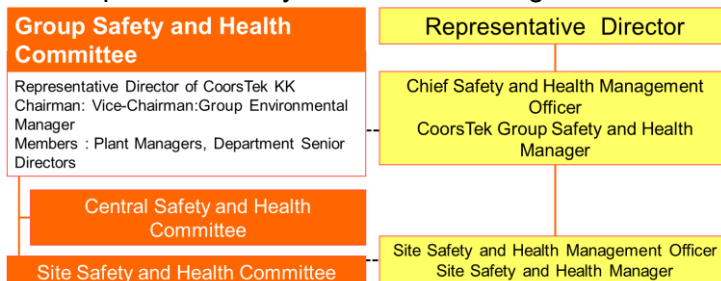 Group Safety and Health
Committee
Representative Director of CoorsTek KK
Chairman: Vice-Chairman:Group Environmental
Manager
Members : Plant Managers, Department Senior
Directors
Central Safety and Health
Committee
Site Safety and Health Committee
Representative Director
Chief Safety and Health Management
Officer
CoorsTek Group Safety and Health
Manager
Site Safety and Health Management Officer
Site Safety and Health Manager